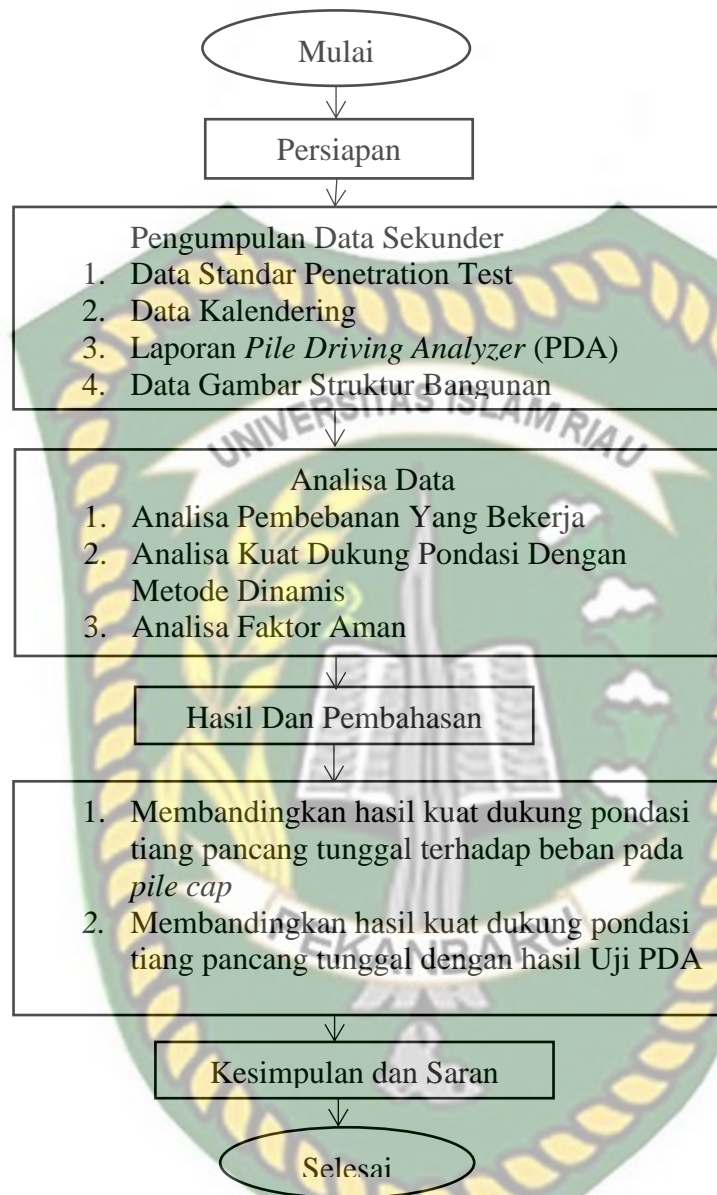 Mulai
Persiapan
Pengumpulan Data Sekunder
1. Data Standar Penetration Test
2. Data Kalendering
3. Laporan Pile Driving Analyzer (PDA)
4. Data Gambar Struktur Bangunan
UNIVERSITAS ISLAM RIAU
Analisa Data
1. Analisa Pembebanan Yang Bekerja
2. Analisa Kuat Dukung Pondasi Dengan
Metode Dinamis
3. Analisa Faktor Aman
Hasil Dan Pembahasan
1. Membandingkan hasil kuat dukung pondasi
tiang pancang tunggal terhadap beban pada
pile cap
2. Membandingkan hasil kuat dukung pondasi
tiang pancang tunggal dengan hasil Uji PDA
PEKANBARU
Kesimpulan dan Saran
Selesai